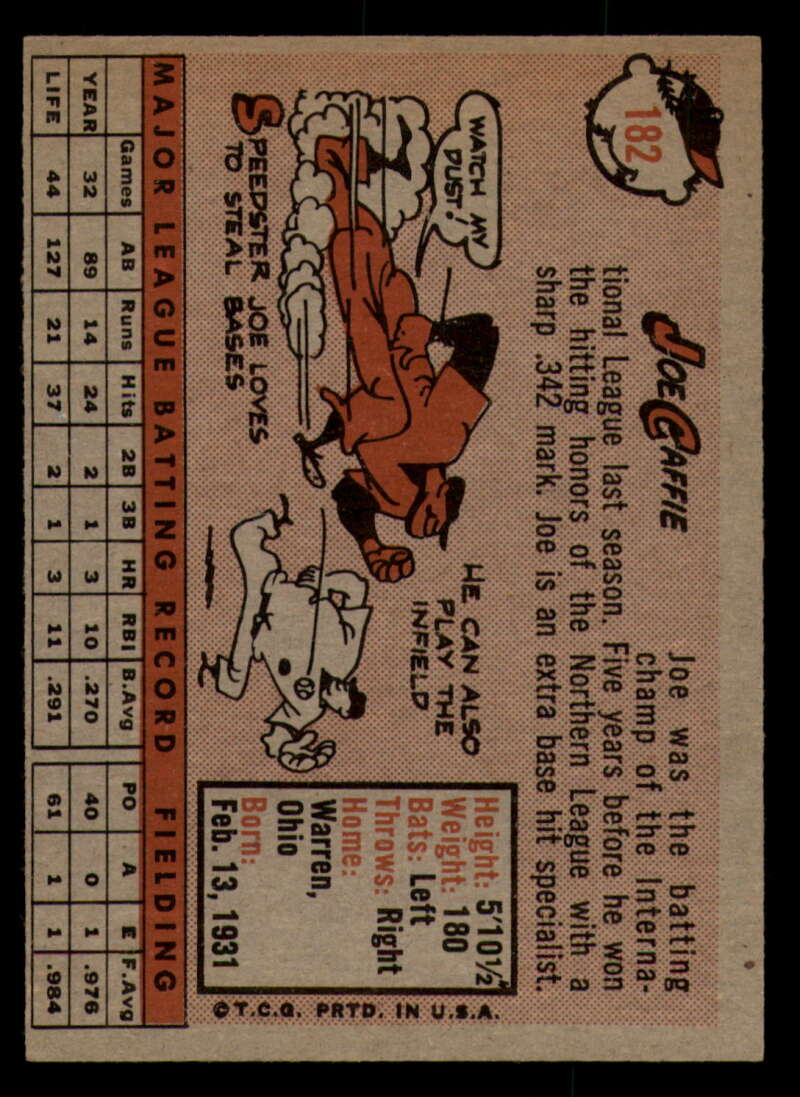 182
JOE CAFFIE
Joe was the batting
champ of the Interna-
tional League last season. Five years before he won
the hitting honors of the Northern League with a
sharp .342 mark. Joe is an extra base hit specialist.
WATCH MY
DUST!
SPEEDSTER JOE LOVES
TO STEAL BASES
HE CAN ALSO
PLAY THE
INFIELD
Height: 5'10½"
Weight: 180
Bats: Left
Throws: Right
Home:
Warren,
Ohio
Born:
Feb. 13, 1931
©T.C.G. PRTD. IN U.S.A.
MAJOR LEAGUE BATTING RECORD FIELDING
Games AB Runs Hits 2B 3B HR RBI B.Avg PO A E F.Avg
YEAR 32 89 14 24 2 1 3 10 .270 40 0 1 .976
LIFE 44 127 21 37 2 1 3 11 .291 61 1 1 .984